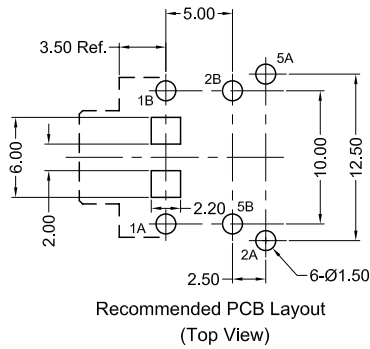 5.00
3.50 Ref.
5A
2B
1B
6.00
2.00
10.00
12.50
2.20
1A
5B
2A
2.50
6-Ø1.50
Recommended PCB Layout
(Top View)